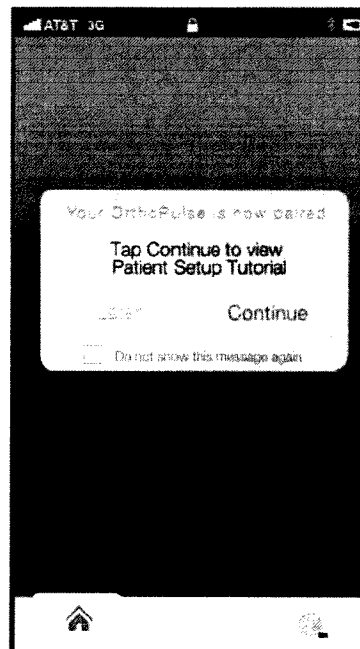 AT&T 3G
Your OrthoPulse is now paired
Tap Continue to view
Patient Setup Tutorial
Later Continue
Do not show this message again